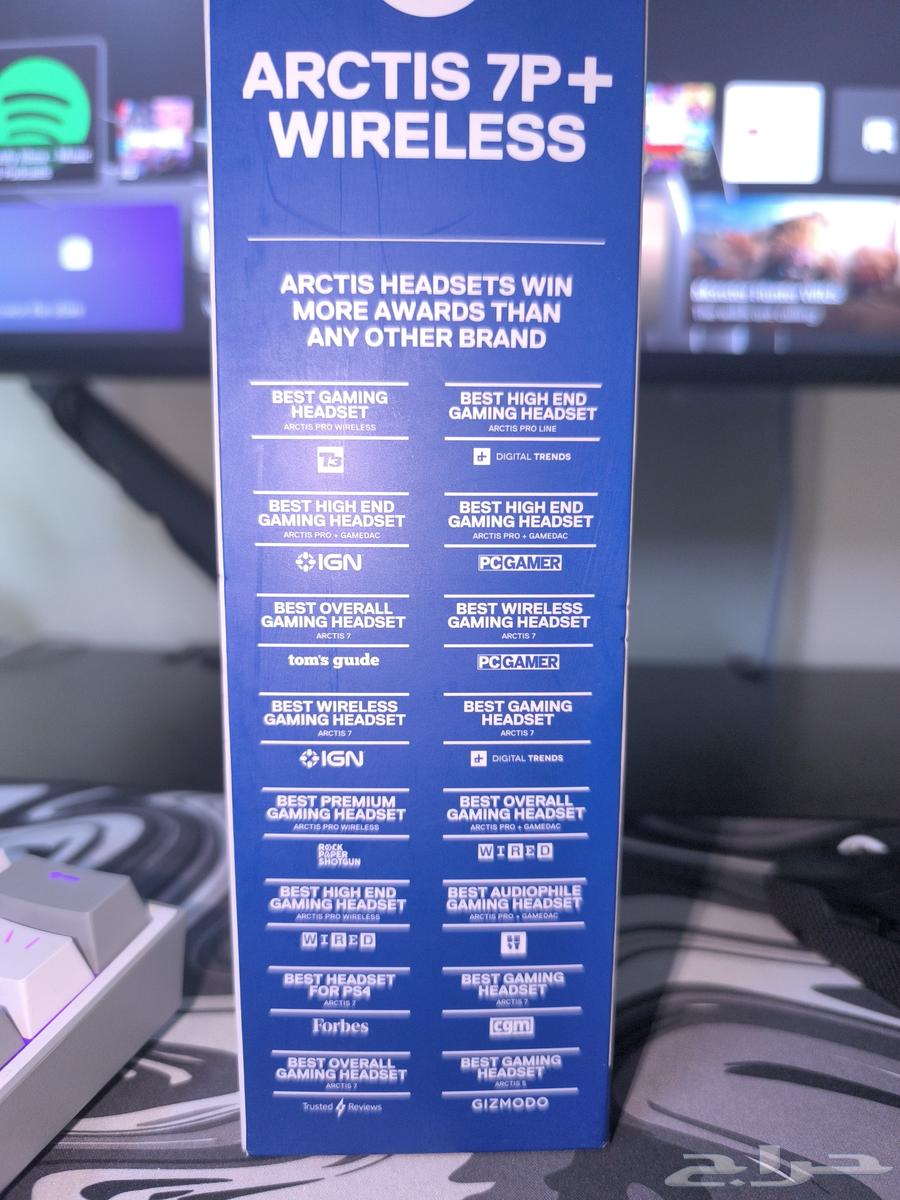 ARCTIS 7P+
WIRELESS
ARCTIS HEADSETS WIN
MORE AWARDS THAN
ANY OTHER BRAND
BEST GAMING
HEADSET
ARCTIS PRO WIRELESS
T3
BEST HIGH END
GAMING HEADSET
ARCTIS PRO LINE
DIGITAL TRENDS
BEST HIGH END
GAMING HEADSET
ARCTIS PRO + GAMEDAC
IGN
BEST HIGH END
GAMING HEADSET
ARCTIS PRO + GAMEDAC
PC GAMER
BEST OVERALL
GAMING HEADSET
ARCTIS 7
tom's guide
BEST WIRELESS
GAMING HEADSET
ARCTIS 7
PC GAMER
BEST WIRELESS
GAMING HEADSET
ARCTIS 7
IGN
BEST GAMING
HEADSET
ARCTIS 7
DIGITAL TRENDS
BEST PREMIUM
GAMING HEADSET
ARCTIS PRO WIRELESS
ROCK
PAPER
SHOTGUN
BEST OVERALL
GAMING HEADSET
ARCTIS PRO + GAMEDAC
WIRED
BEST HIGH END
GAMING HEADSET
ARCTIS PRO WIRELESS
WIRED
BEST AUDIOPHILE
GAMING HEADSET
ARCTIS PRO + GAMEDAC
BEST HEADSET
FOR PS4
ARCTIS 7
Forbes
BEST GAMING
HEADSET
ARCTIS 7
cgm
BEST OVERALL
GAMING HEADSET
ARCTIS 7
Trusted Reviews
BEST GAMING
HEADSET
ARCTIS 5
GIZMODO
حراج